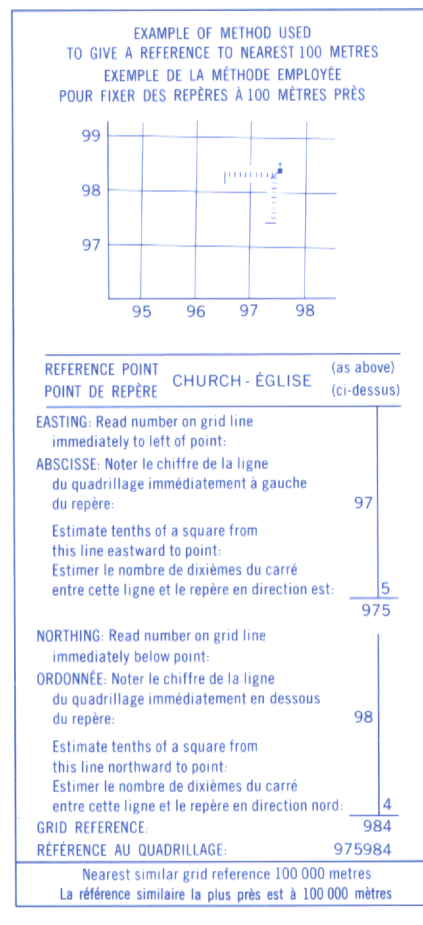 EXAMPLE OF METHOD USED
TO GIVE A REFERENCE TO NEAREST 100 METRES
EXEMPLE DE LA MÉTHODE EMPLOYÉE
POUR FIXER DES REPÈRES À 100 MÈTRES PRÈS
99
98
97
95 96 97 98
REFERENCE POINT
POINT DE REPÈRE
CHURCH - ÉGLISE
(as above)
(ci-dessus)
EASTING: Read number on grid line
immediately to left of point:
ABSCISSE: Noter le chiffre de la ligne
du quadrillage immédiatement à gauche
du repère: 97
Estimate tenths of a square from
this line eastward to point:
Estimer le nombre de dixièmes du carré
entre cette ligne et le repère en direction est: 5
975
NORTHING: Read number on grid line
immediately below point:
ORDONNÉE: Noter le chiffre de la ligne
du quadrillage immédiatement en dessous
du repère: 98
Estimate tenths of a square from
this line northward to point:
Estimer le nombre de dixièmes du carré
entre cette ligne et le repère en direction nord: 4
GRID REFERENCE: 984
RÉFÉRENCE AU QUADRILLAGE: 975984
Nearest similar grid reference 100 000 metres
La référence similaire la plus près est à 100 000 mètres